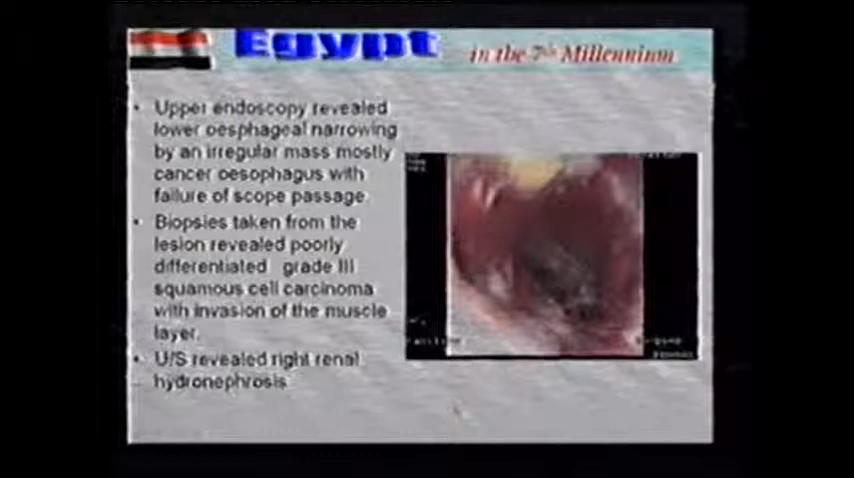 Egypt
in the 7th Millennium
• Upper endoscopy revealed
lower oesphageal narrowing
by an irregular mass mostly
cancer oesophagus with
failure of scope passage
• Biopsies taken from the
lesion revealed poorly
differentiated grade III
squamous cell carcinoma
with invasion of the muscle
layer.
• U/S revealed right renal
hydronephrosis